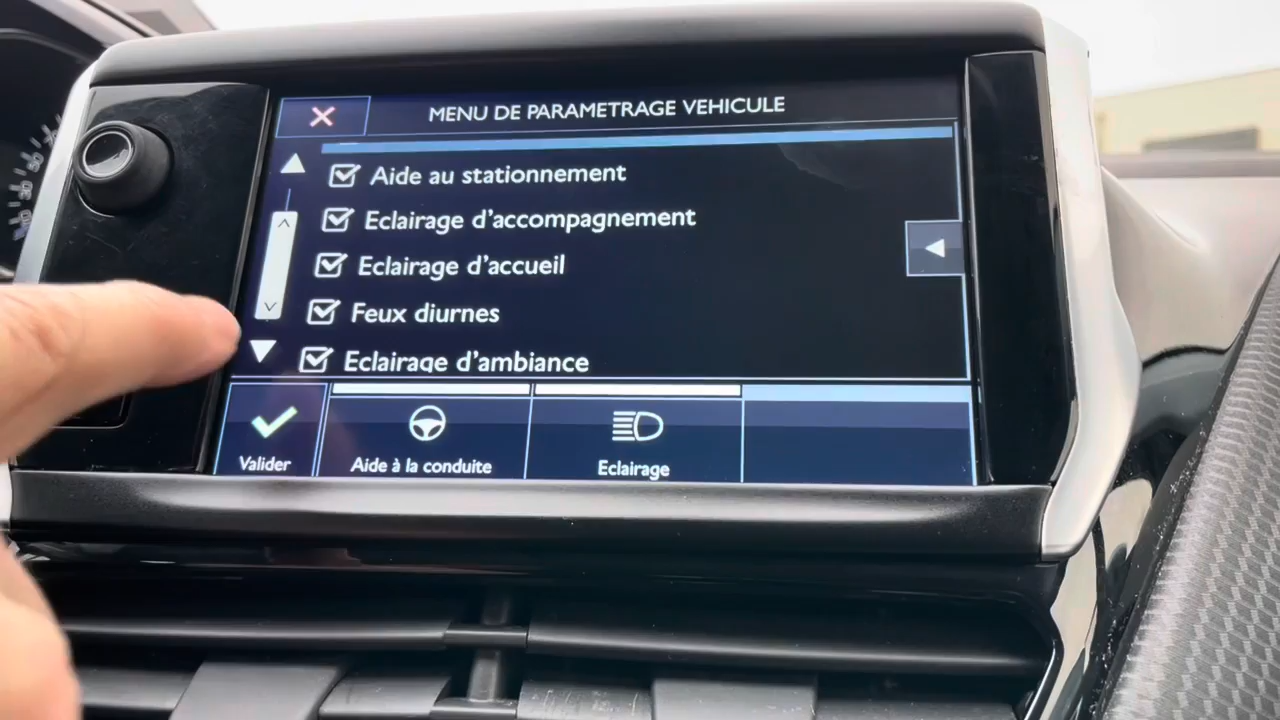 MENU DE PARAMETRAGE VEHICULE
Aide au stationnement
Eclairage d'accompagnement
Eclairage d'accueil
Feux diurnes
Eclairage d'ambiance
Valider
Aide à la conduite
Eclairage